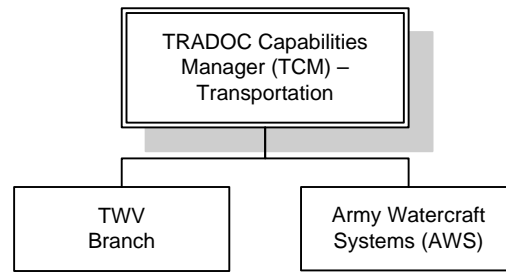 TRADOC Capabilities
Manager (TCM) –
Transportation
TWV
Branch
Army Watercraft
Systems (AWS)